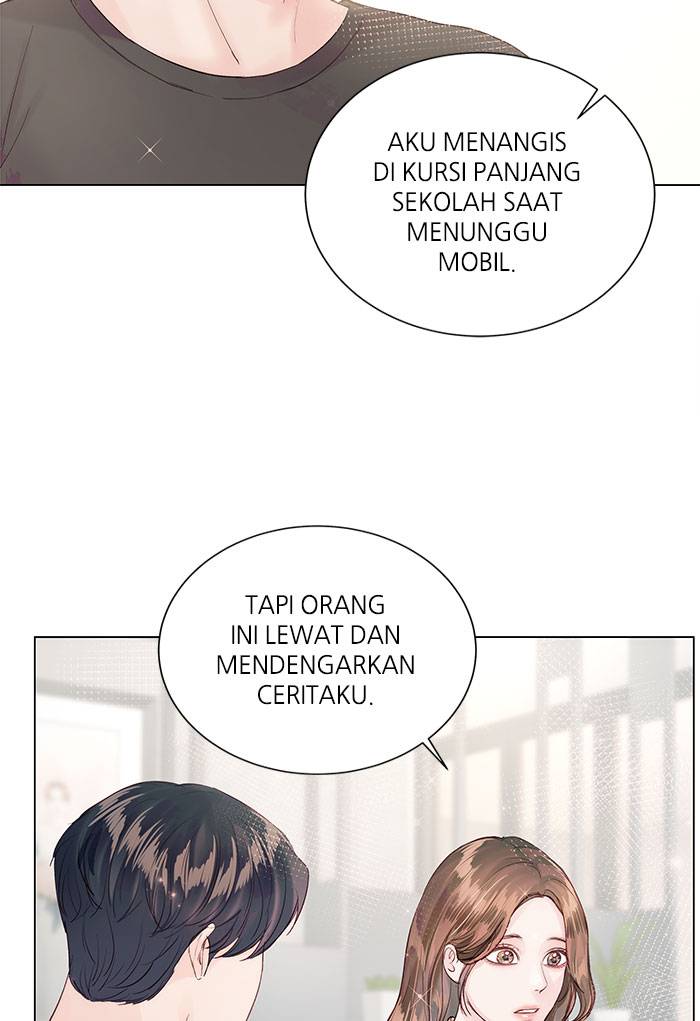 AKU MENANGIS
DI KURSI PANJANG
SEKOLAH SAAT
MENUNGGU
MOBIL.
TAPI ORANG
INI LEWAT DAN
MENDENGARKAN
CERITAKU.